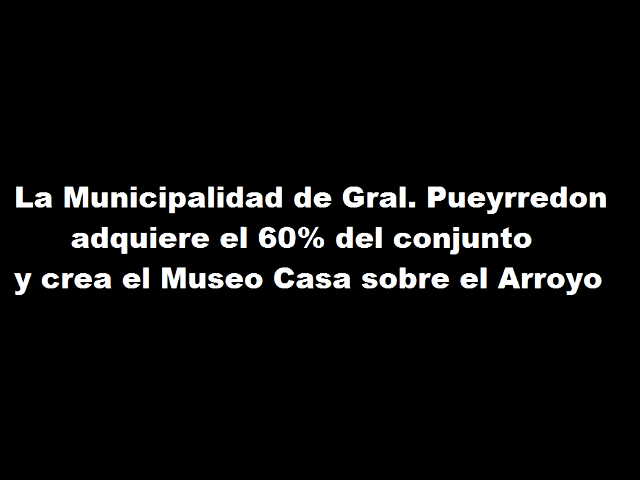 La Municipalidad de Gral. Pueyrredon
adquiere el 60% del conjunto
y crea el Museo Casa sobre el Arroyo